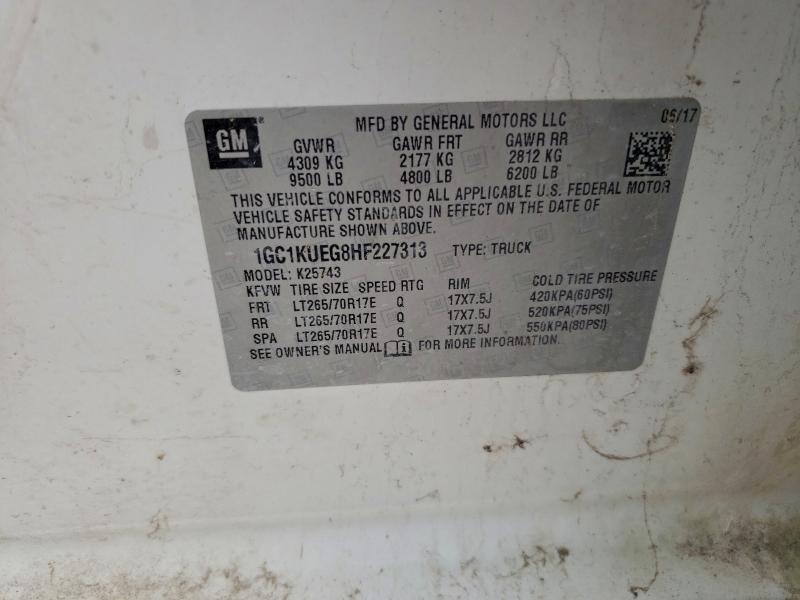 GM
MFD BY GENERAL MOTORS LLC 05/17
GVWR GAWR FRT GAWR RR
4309 KG 2177 KG 2812 KG
9500 LB 4800 LB 6200 LB
THIS VEHICLE CONFORMS TO ALL APPLICABLE U.S. FEDERAL MOTOR
VEHICLE SAFETY STANDARDS IN EFFECT ON THE DATE OF
MANUFACTURE SHOWN ABOVE.
1GC1KUEG8HF227313 TYPE: TRUCK
MODEL: K25743
KFVW TIRE SIZE SPEED RTG RIM COLD TIRE PRESSURE
FRT LT265/70R17E Q 17X7.5J 420KPA(60PSI)
RR LT265/70R17E Q 17X7.5J 520KPA(75PSI)
SPA LT265/70R17E Q 17X7.5J 550KPA(80PSI)
SEE OWNER'S MANUAL FOR MORE INFORMATION.